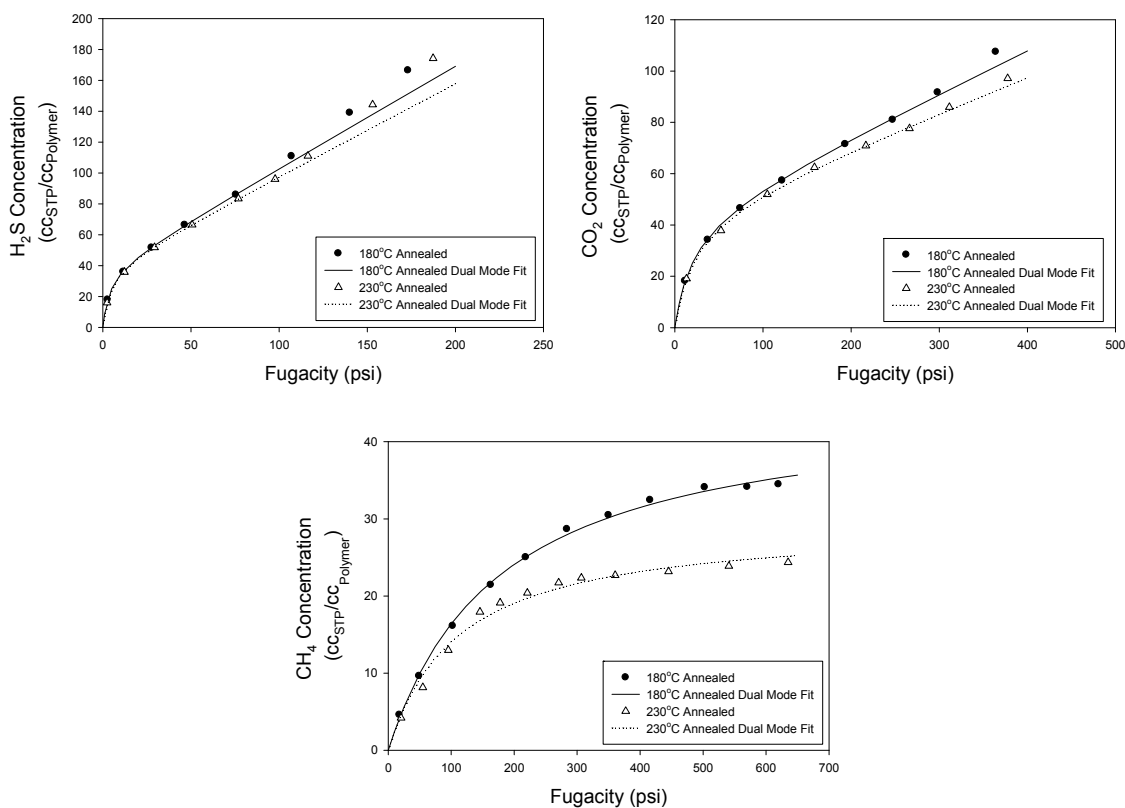 H2S Concentration
(ccSTP/ccPolymer)
200
180
160
140
120
100
80
60
40
20
0
0 50 100 150 200 250
Fugacity (psi)
180°C Annealed
180°C Annealed Dual Mode Fit
230°C Annealed
230°C Annealed Dual Mode Fit
CO2 Concentration
(ccSTP/ccPolymer)
120
100
80
60
40
20
0
0 100 200 300 400 500
Fugacity (psi)
180°C Annealed
180°C Annealed Dual Mode Fit
230°C Annealed
230°C Annealed Dual Mode Fit
CH4 Concentration
(ccSTP/ccPolymer)
40
30
20
10
0
0 100 200 300 400 500 600 700
Fugacity (psi)
180°C Annealed
180°C Annealed Dual Mode Fit
230°C Annealed
230°C Annealed Dual Mode Fit